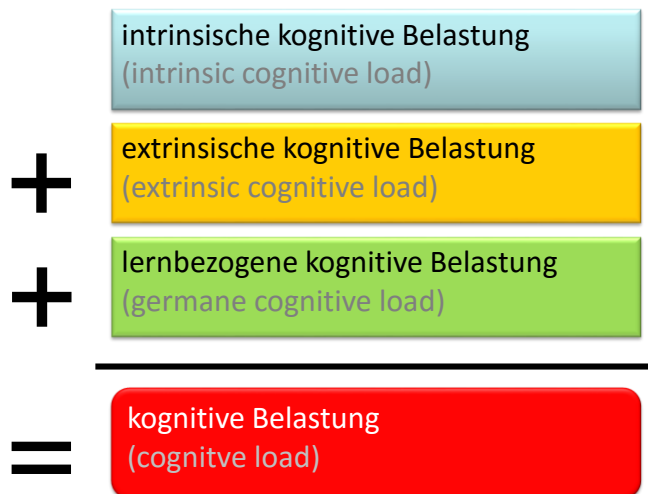 intrinsische kognitive Belastung
(intrinsic cognitive load)
+ extrinsische kognitive Belastung
(extrinsic cognitive load)
+ lernbezogene kognitive Belastung
(germane cognitive load)
= kognitive Belastung
(cognitve load)